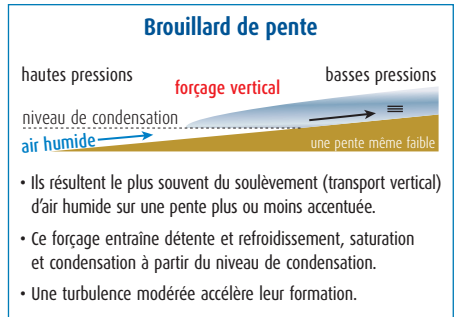 Brouillard de pente
hautes pressions
forçage vertical
basses pressions
niveau de condensation
air humide
une pente même faible
• Ils résultent le plus souvent du soulèvement (transport vertical)
d'air humide sur une pente plus ou moins accentuée.
• Ce forçage entraîne détente et refroidissement, saturation
et condensation à partir du niveau de condensation.
• Une turbulence modérée accélère leur formation.